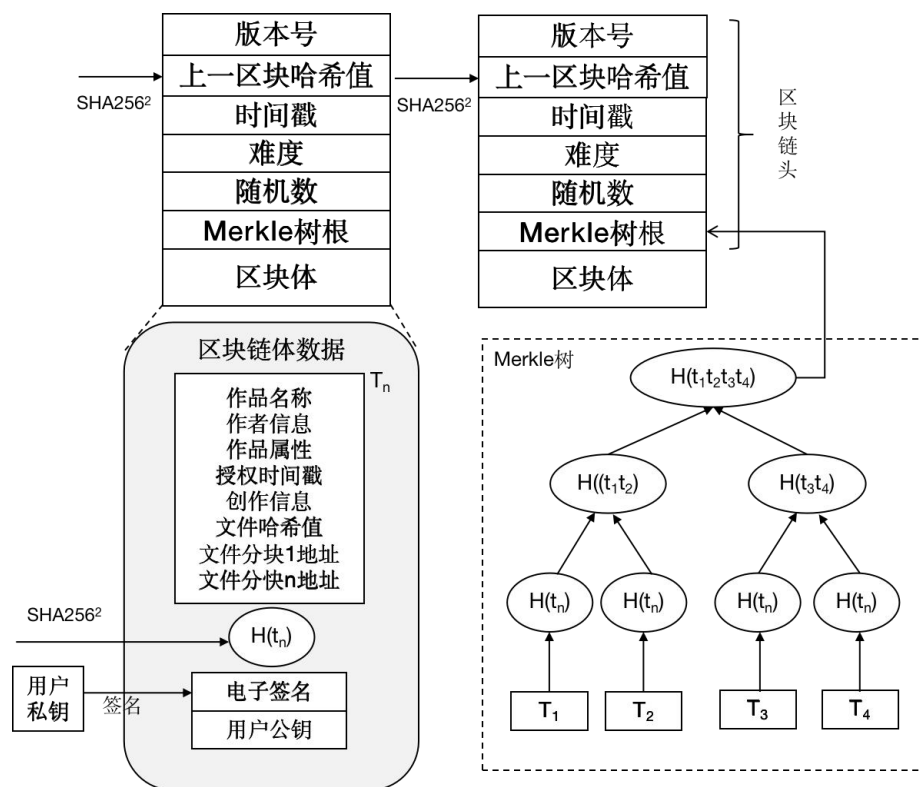 版本号
上一区块哈希值
时间戳
难度
随机数
Merkle树根
区块体
SHA256²
版本号
上一区块哈希值
时间戳
难度
随机数
Merkle树根
区块体
SHA256²
区块链头
区块链体数据
Tₙ
作品名称
作者信息
作品属性
授权时间戳
创作信息
文件哈希值
文件分块1地址
文件分快n地址
SHA256²
H(tₙ)
用户
私钥
签名
电子签名
用户公钥
Merkle树
H(t₁t₂t₃t₄)
H((t₁t₂)
H(t₃t₄)
H(tₙ)
H(tₙ)
H(tₙ)
H(tₙ)
T₁
T₂
T₃
T₄